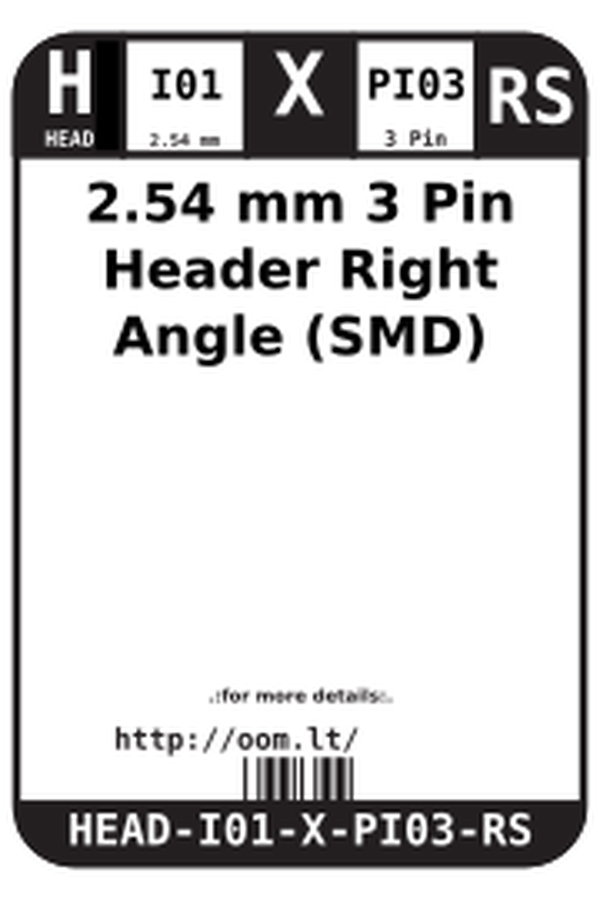 H I01 X PI03 RS
HEAD 2.54 mm 3 Pin
2.54 mm 3 Pin
Header Right
Angle (SMD)
.:for more details:.
http://oom.lt/
HEAD-I01-X-PI03-RS